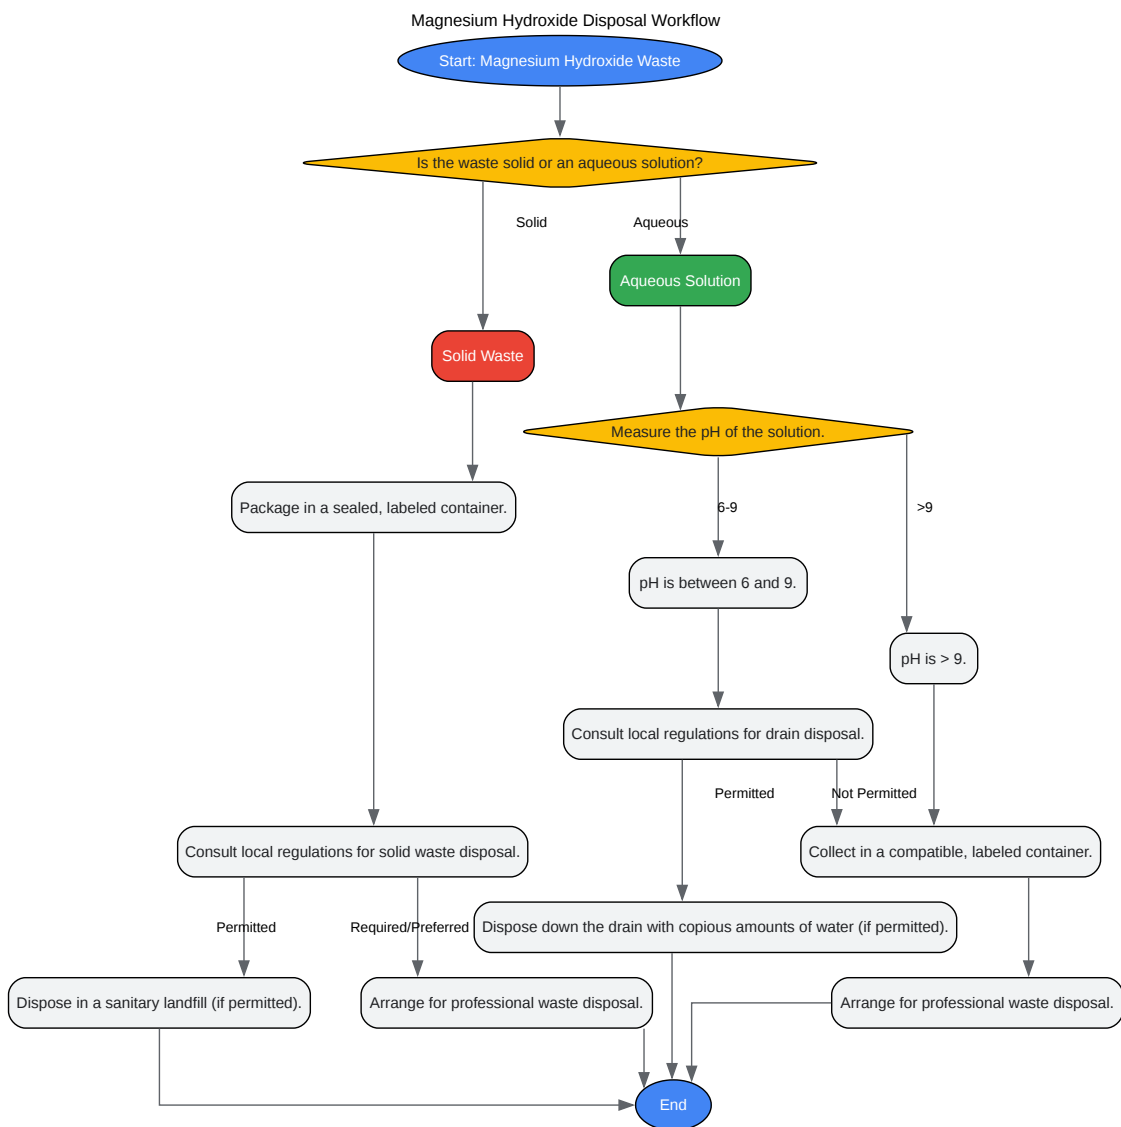 Magnesium Hydroxide Disposal Workflow
Start: Magnesium Hydroxide Waste
Is the waste solid or an aqueous solution?
Solid
Aqueous
Aqueous Solution
Solid Waste
Measure the pH of the solution.
Package in a sealed, labeled container.
6-9
>9
pH is between 6 and 9.
pH is > 9.
Consult local regulations for drain disposal.
Permitted
Not Permitted
Consult local regulations for solid waste disposal.
Collect in a compatible, labeled container.
Permitted
Required/Preferred
Dispose down the drain with copious amounts of water (if permitted).
Dispose in a sanitary landfill (if permitted).
Arrange for professional waste disposal.
Arrange for professional waste disposal.
End